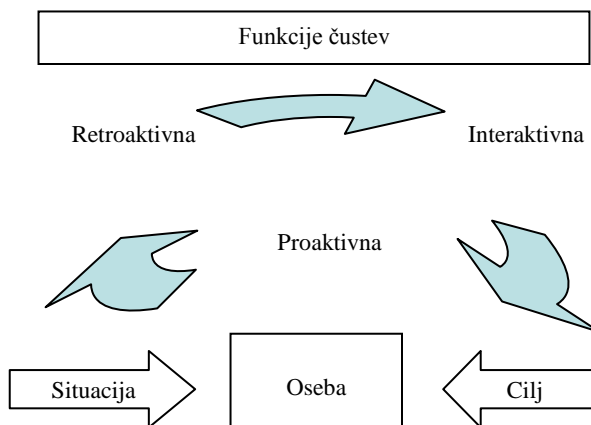 Funkcije čustev
Retroaktivna
Interaktivna
Proaktivna
Situacija
Oseba
Cilj